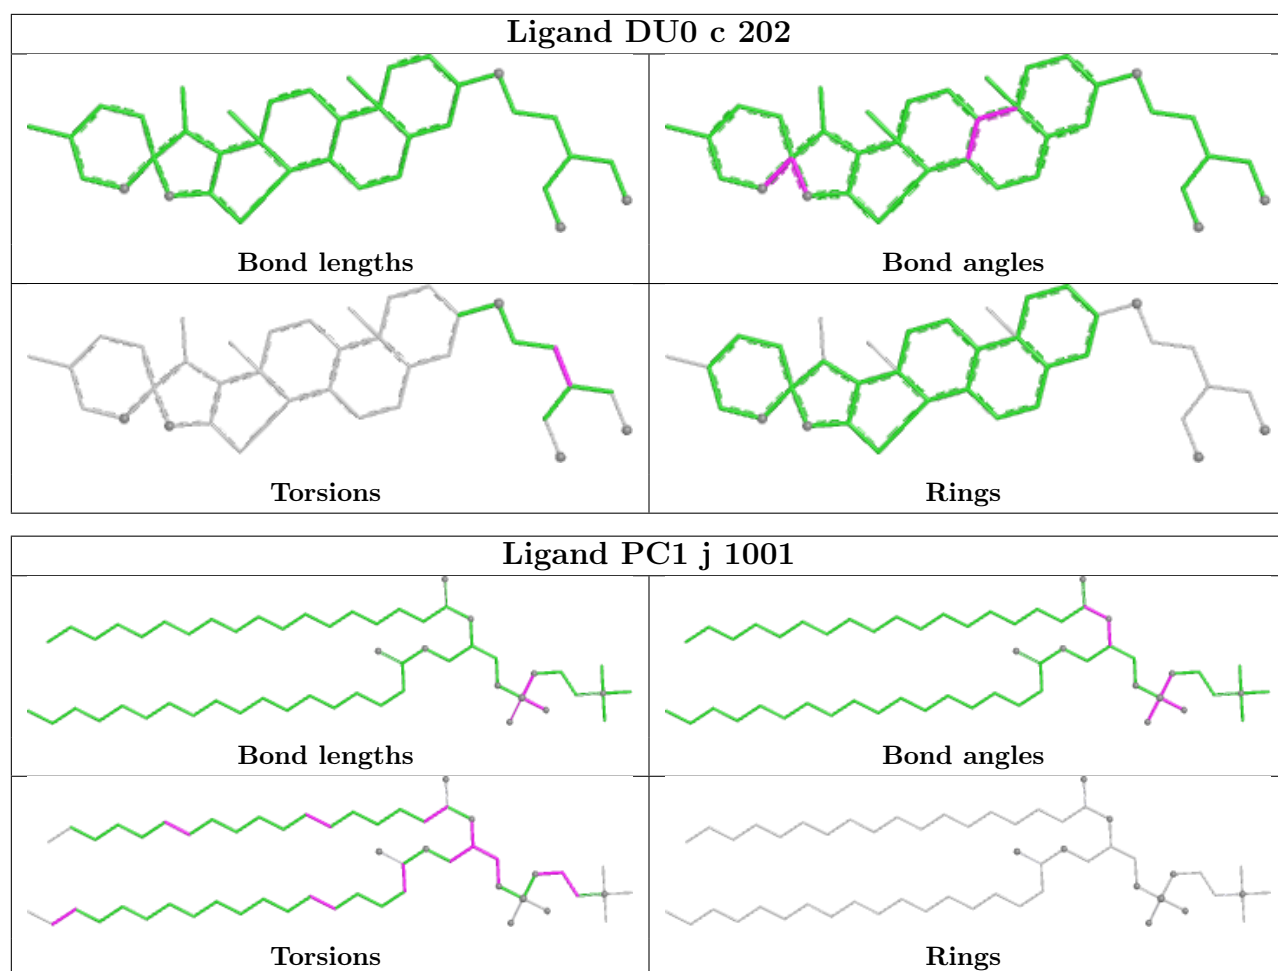 Ligand DU0 c 202
Bond lengths
Bond angles
Torsions
Rings
Ligand PC1 j 1001
Bond lengths
Bond angles
Torsions
Rings